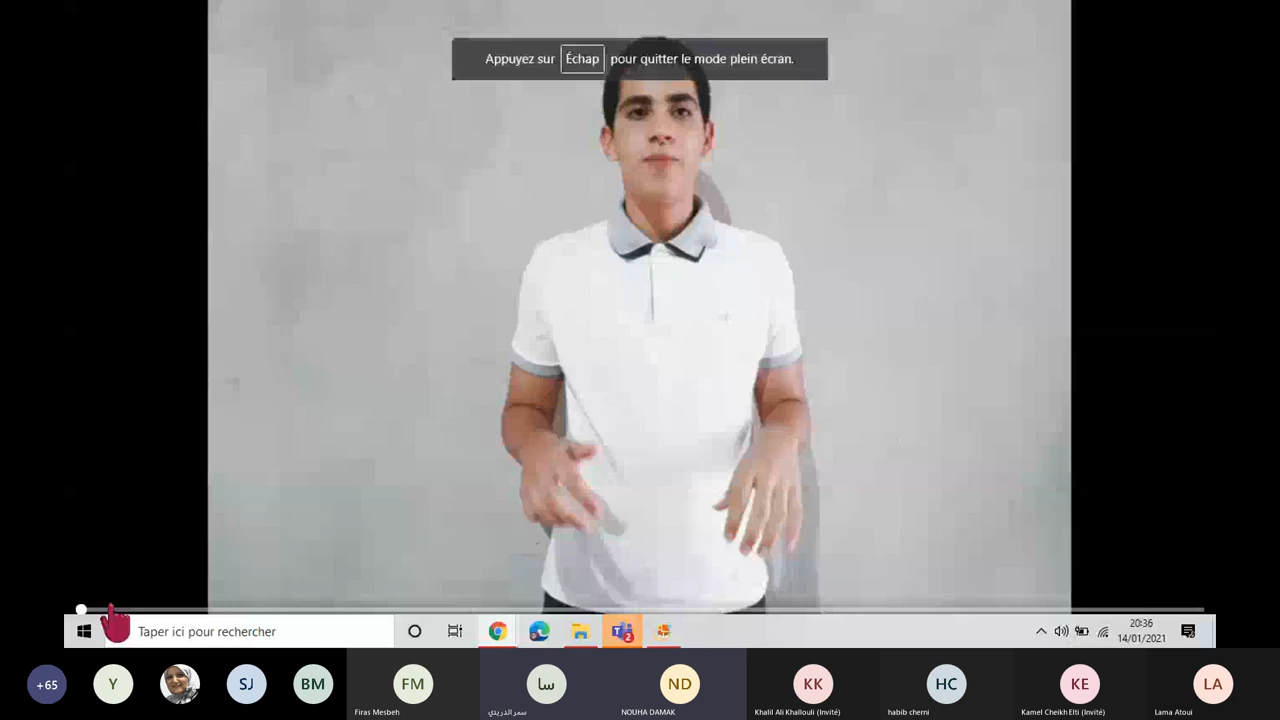 Appuyez sur Échap pour quitter le mode plein écran.
Taper ici pour rechercher
2
20:36
14/01/2021
+65
Y
SJ
BM
FM
سا
ND
KK
HC
KE
LA
Firas Mesbeh
سمر الدريدي
NOUHA DAMAK
Khalil Ali Khallouli (Invité)
habib cherni
Kamel Cheikh Elti (Invité)
Lama Atoui